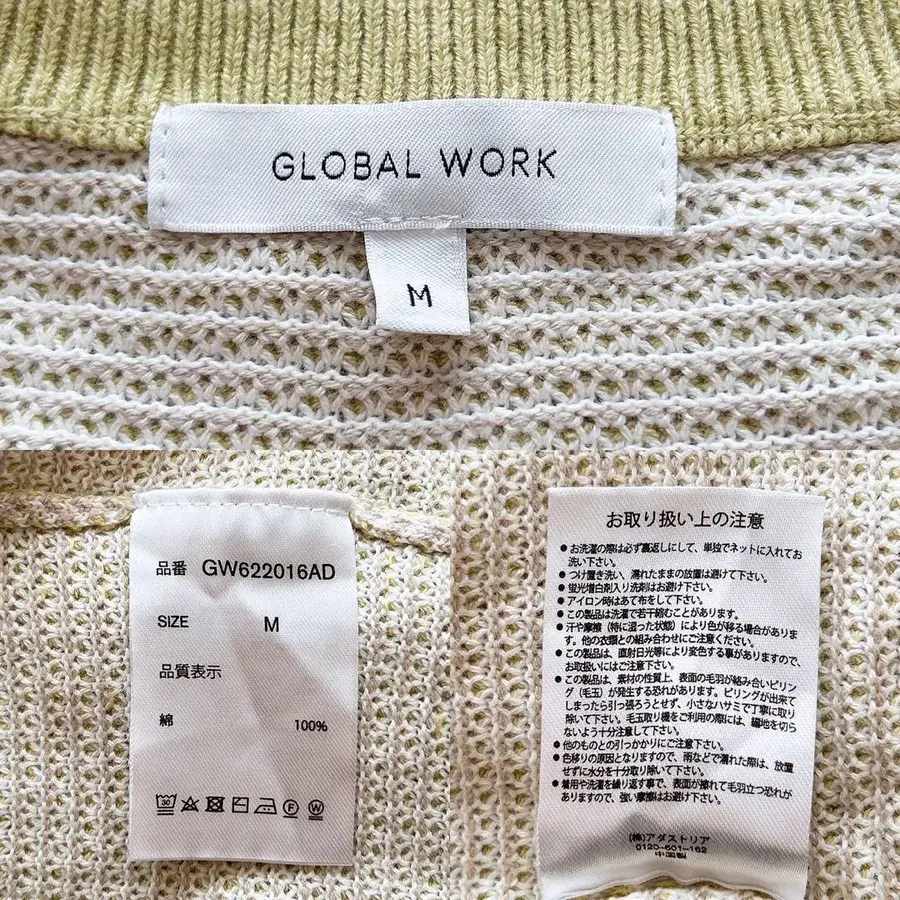 GLOBAL WORK
M
品番 GW622016AD
SIZE M
品質表示
綿 100%
30
F
W
お取り扱い上の注意
●お洗濯の際は必ず裏返しにして、単独でネットに入れてお
洗い下さい。
●つけ置き洗い、濡れたままの放置は避けて下さい。
●蛍光増白剤入り洗剤はお避け下さい。
●アイロン時はあて布をして下さい。
●この製品は洗濯で若干縮むことがあります。
●汗や摩擦（特に湿った状態）により色が移る場合がありま
す。他の衣類との組み合わせにご注意ください。
●この製品は、直射日光等により変色する事がありますので、
お取扱いにはご注意下さい。
●この製品は、素材の性質上、表面の毛羽が絡み合いピリン
グ（毛玉）が発生する恐れがあります。ピリングが出来て
しまったら引っ張ろうとせず、小さなハサミで丁寧に取り
除いて下さい。毛玉取り機をご利用の際には、編地を切ら
ないよう十分注意して下さい。
●他のものとの引っかかりにご注意下さい。
●色移りの原因となりますので、雨などで濡れた際は、放置
せずに水分を十分取り除いて下さい。
●着用や洗濯を繰り返す事で、表面が擦れて毛羽立つ恐れが
ありますので、強い摩擦はお避け下さい。
(株)アダストリア
0120-601-162
中国製